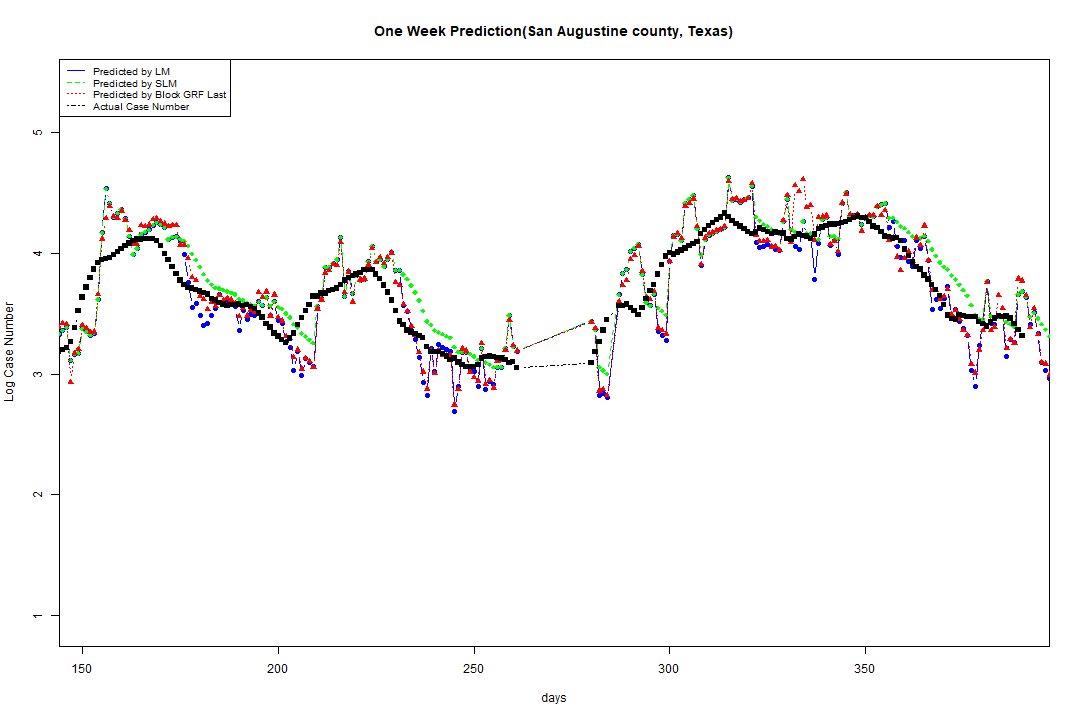 One Week Prediction(San Augustine county, Texas)
Predicted by LM
Predicted by SLM
Predicted by Block GRF Last
Actual Case Number
5
4
3
2
1
Log Case Number
150 200 250 300 350
days